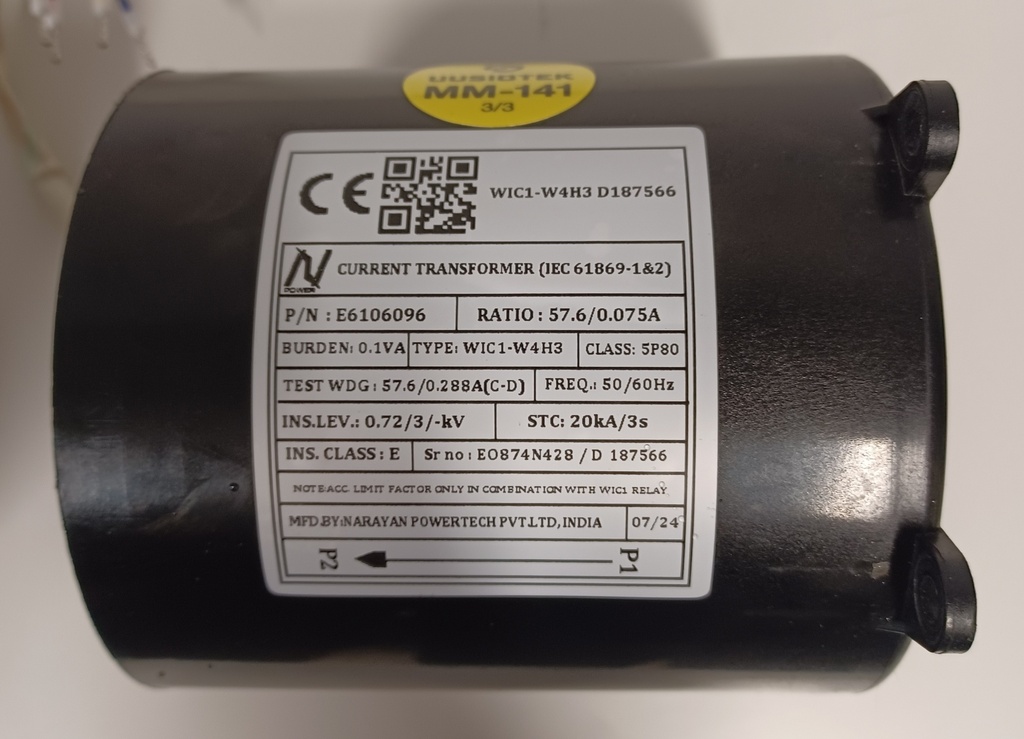 UUSIOTEK
MM-141
3/3
CE WIC1-W4H3 D187566
N POWER CURRENT TRANSFORMER (IEC 61869-1&2)
P/N : E6106096 RATIO : 57.6/0.075A
BURDEN: 0.1VA TYPE: WIC1-W4H3 CLASS: 5P80
TEST WDG : 57.6/0.288A(C-D) FREQ.: 50/60Hz
INS.LEV.: 0.72/3/-kV STC: 20kA/3s
INS. CLASS : E Sr no : EO874N428 / D 187566
NOTE:ACC. LIMIT FACTOR ONLY IN COMBINATION WITH WIC1 RELAY
MFD.BY:NARAYAN POWERTECH PVT.LTD, INDIA 07/24
P2 P1